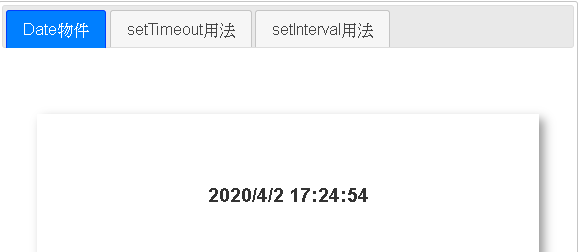 Date物件 setTimeout用法 setInterval用法
2020/4/2 17:24:54